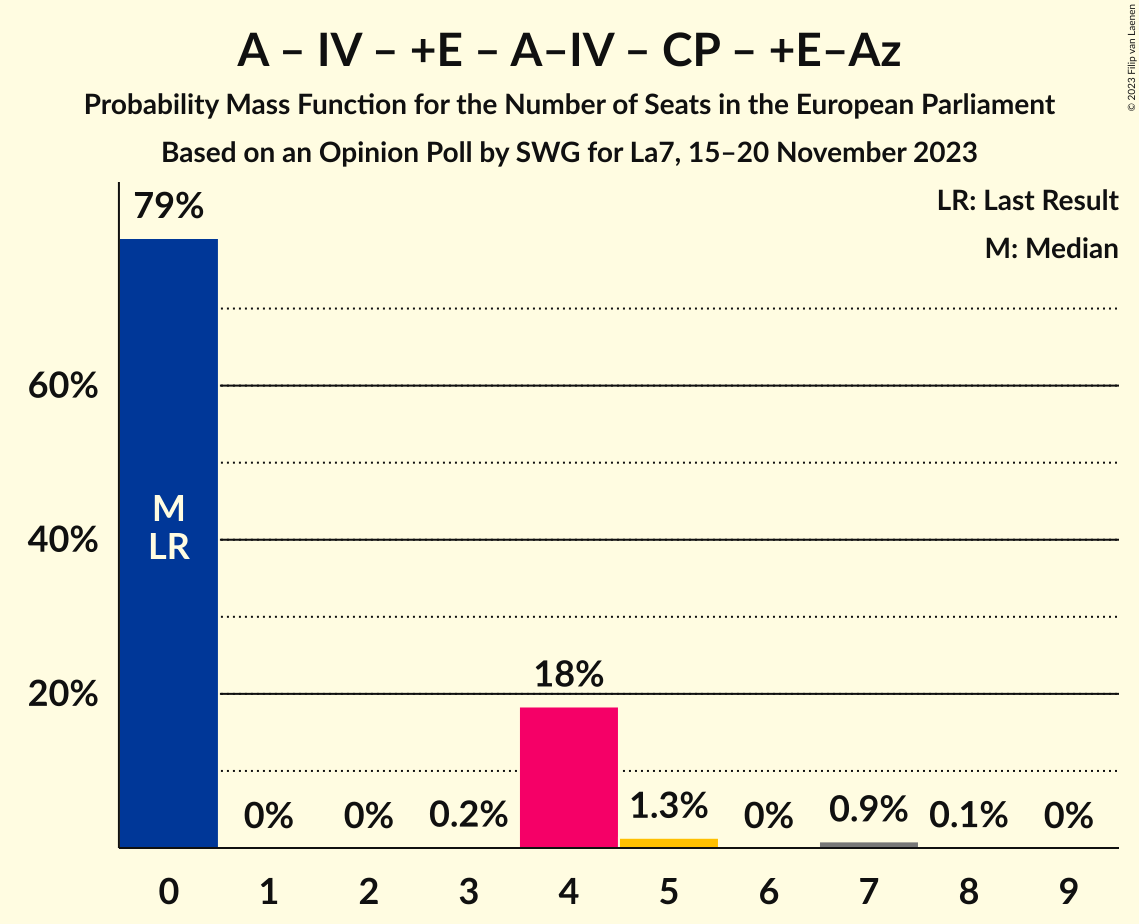 A – IV – +E – A–IV – CP – +E–Az
Probability Mass Function for the Number of Seats in the European Parliament
Based on an Opinion Poll by SWG for La7, 15–20 November 2023
© 2023 Filip van Laenen
LR: Last Result
M: Median
79%
60%
40%
20%
M
LR
0%
0%
0.2%
18%
1.3%
0%
0.9%
0.1%
0%
0
1
2
3
4
5
6
7
8
9